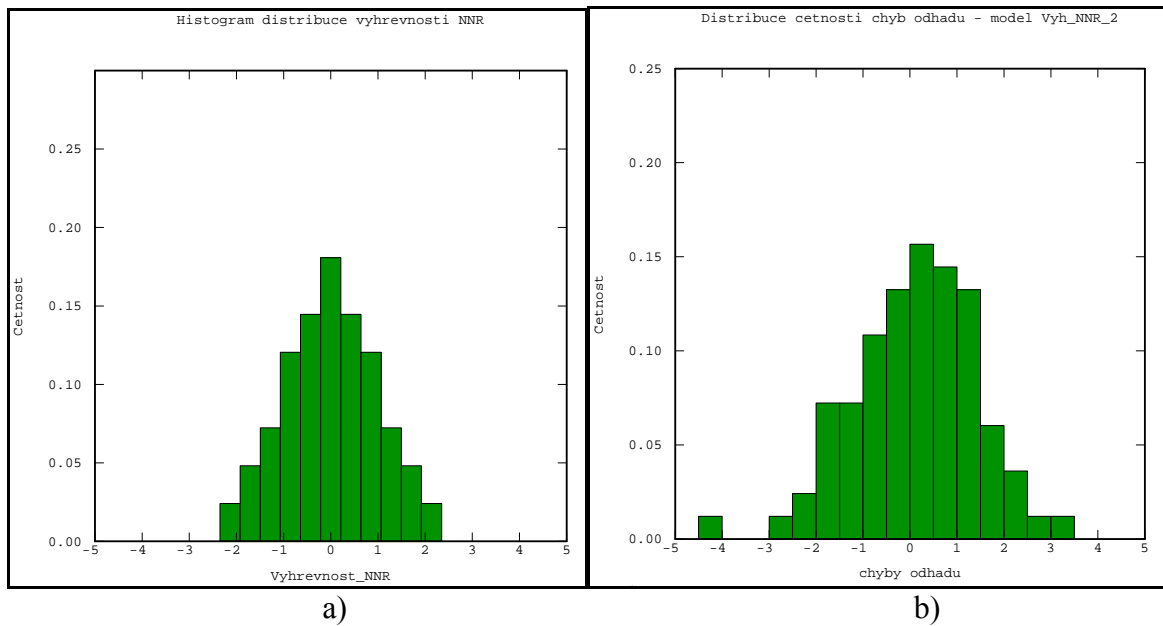 Histogram distribuce vyhrevnosti NNR
0.25
0.20
0.15
0.10
0.05
0.00
Cetnost
-5 -4 -3 -2 -1 0 1 2 3 4 5
Vyhrevnost_NNR
a)
Distribuce cetnosti chyb odhadu - model Vyh_NNR_2
0.25
0.20
0.15
0.10
0.05
0.00
Cetnost
-5 -4 -3 -2 -1 0 1 2 3 4 5
chyby odhadu
b)